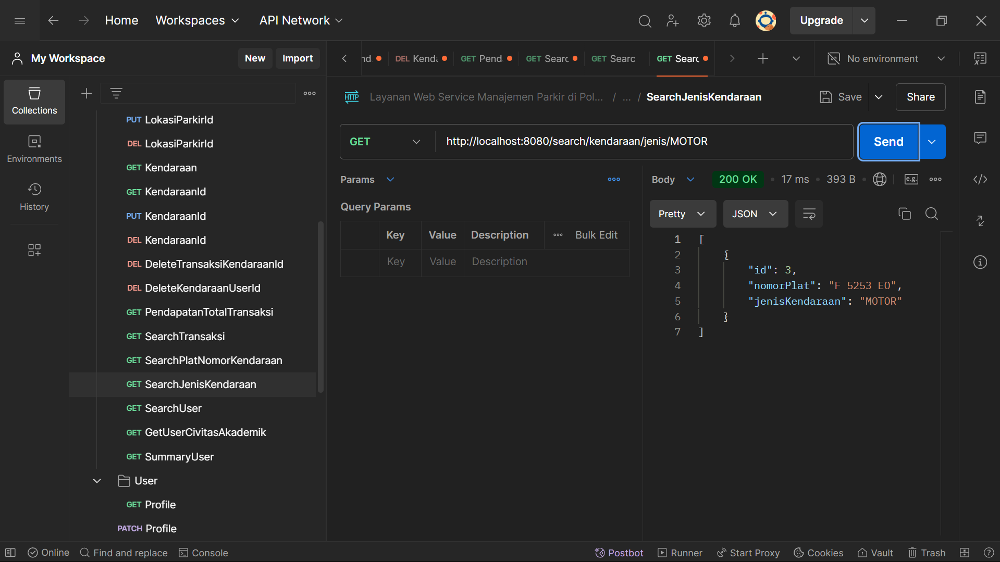 Home Workspaces API Network Upgrade
My Workspace New Import
nd. DEL Kend GET Pend GET Searc GET Searc GET Searc No environment
Collections
Environments
History
PUT LokasiParkirId
DEL LokasiParkirId
GET Kendaraan
GET KendaraanId
PUT KendaraanId
DEL KendaraanId
DEL DeleteTransaksiKendaraanId
DEL DeleteKendaraanUserId
GET PendapatanTotalTransaksi
GET SearchTransaksi
GET SearchPlatNomorKendaraan
GET SearchJenisKendaraan
GET SearchUser
GET GetUserCivitasAkademik
GET SummaryUser
User
GET Profile
PATCH Profile
HTTP Layanan Web Service Manajemen Parkir di Pol... / ... / SearchJenisKendaraan Save Share
GET http://localhost:8080/search/kendaraan/jenis/MOTOR Send
Params
Query Params
Key Value Description Bulk Edit
Key Value Description
Body 200 OK • 17 ms • 393 B • e.g.
Pretty JSON
1 [
2 {
3 "id": 3,
4 "nomorPlat": "F 5253 EO",
5 "jenisKendaraan": "MOTOR"
6 }
7 ]
Online Find and replace Console Postbot Runner Start Proxy Cookies Vault Trash